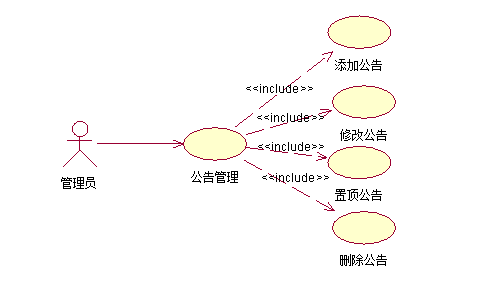 添加公告
<<include>>
<<include>>
修改公告
<<include>>
管理员
公告管理
<<include>>
置顶公告
删除公告